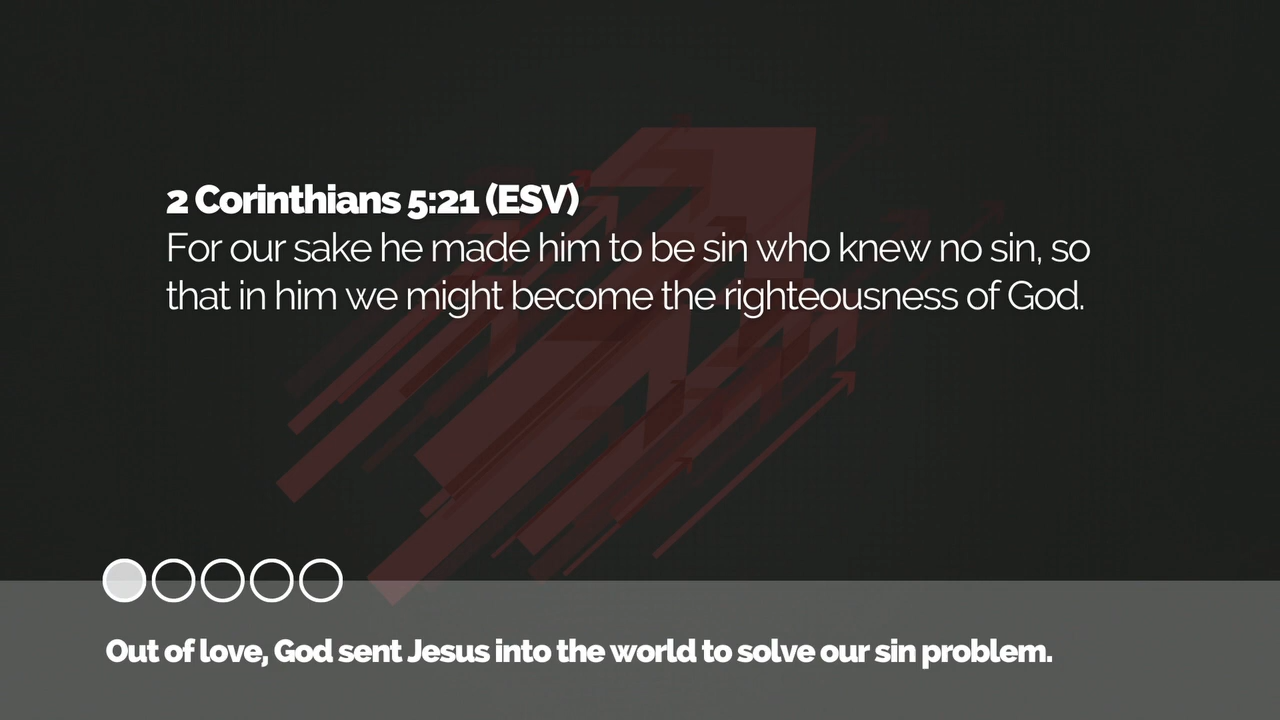 2 Corinthians 5:21 (ESV)
For our sake he made him to be sin who knew no sin, so
that in him we might become the righteousness of God.
Out of love, God sent Jesus into the world to solve our sin problem.